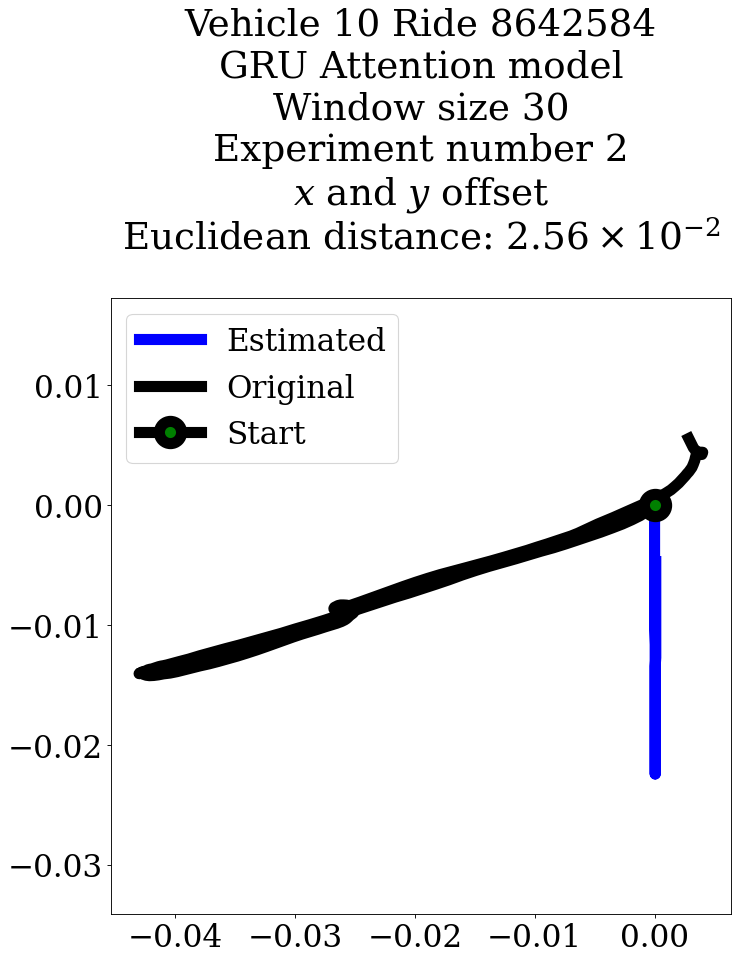 Vehicle 10 Ride 8642584
GRU Attention model
Window size 30
Experiment number 2
x and y offset
Euclidean distance: 2.56 × 10⁻²
Estimated
Original
Start
0.01
0.00
−0.01
−0.02
−0.03
−0.04 −0.03 −0.02 −0.01 0.00